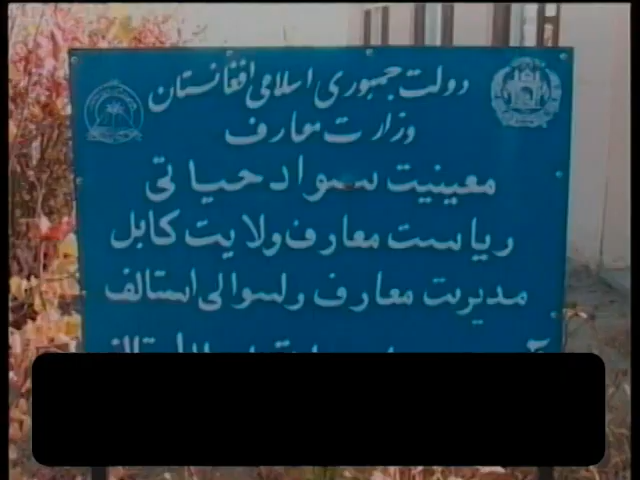 دولت جمهوری اسلامی افغانستان
وزارت معارف
معینیت سواد حیاتی
ریاست معارف ولایت کابل
مدیریت معارف ولسوالی استالف